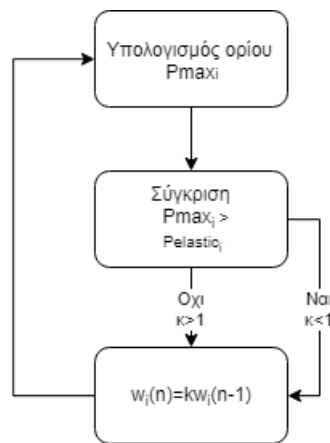 Υπολογισμός ορίου
Pmaxi
Σύγκριση
Pmaxᵢ >
Pelasticᵢ
Οχι
κ>1
Ναι
κ<1
wᵢ(n)=kwᵢ(n-1)